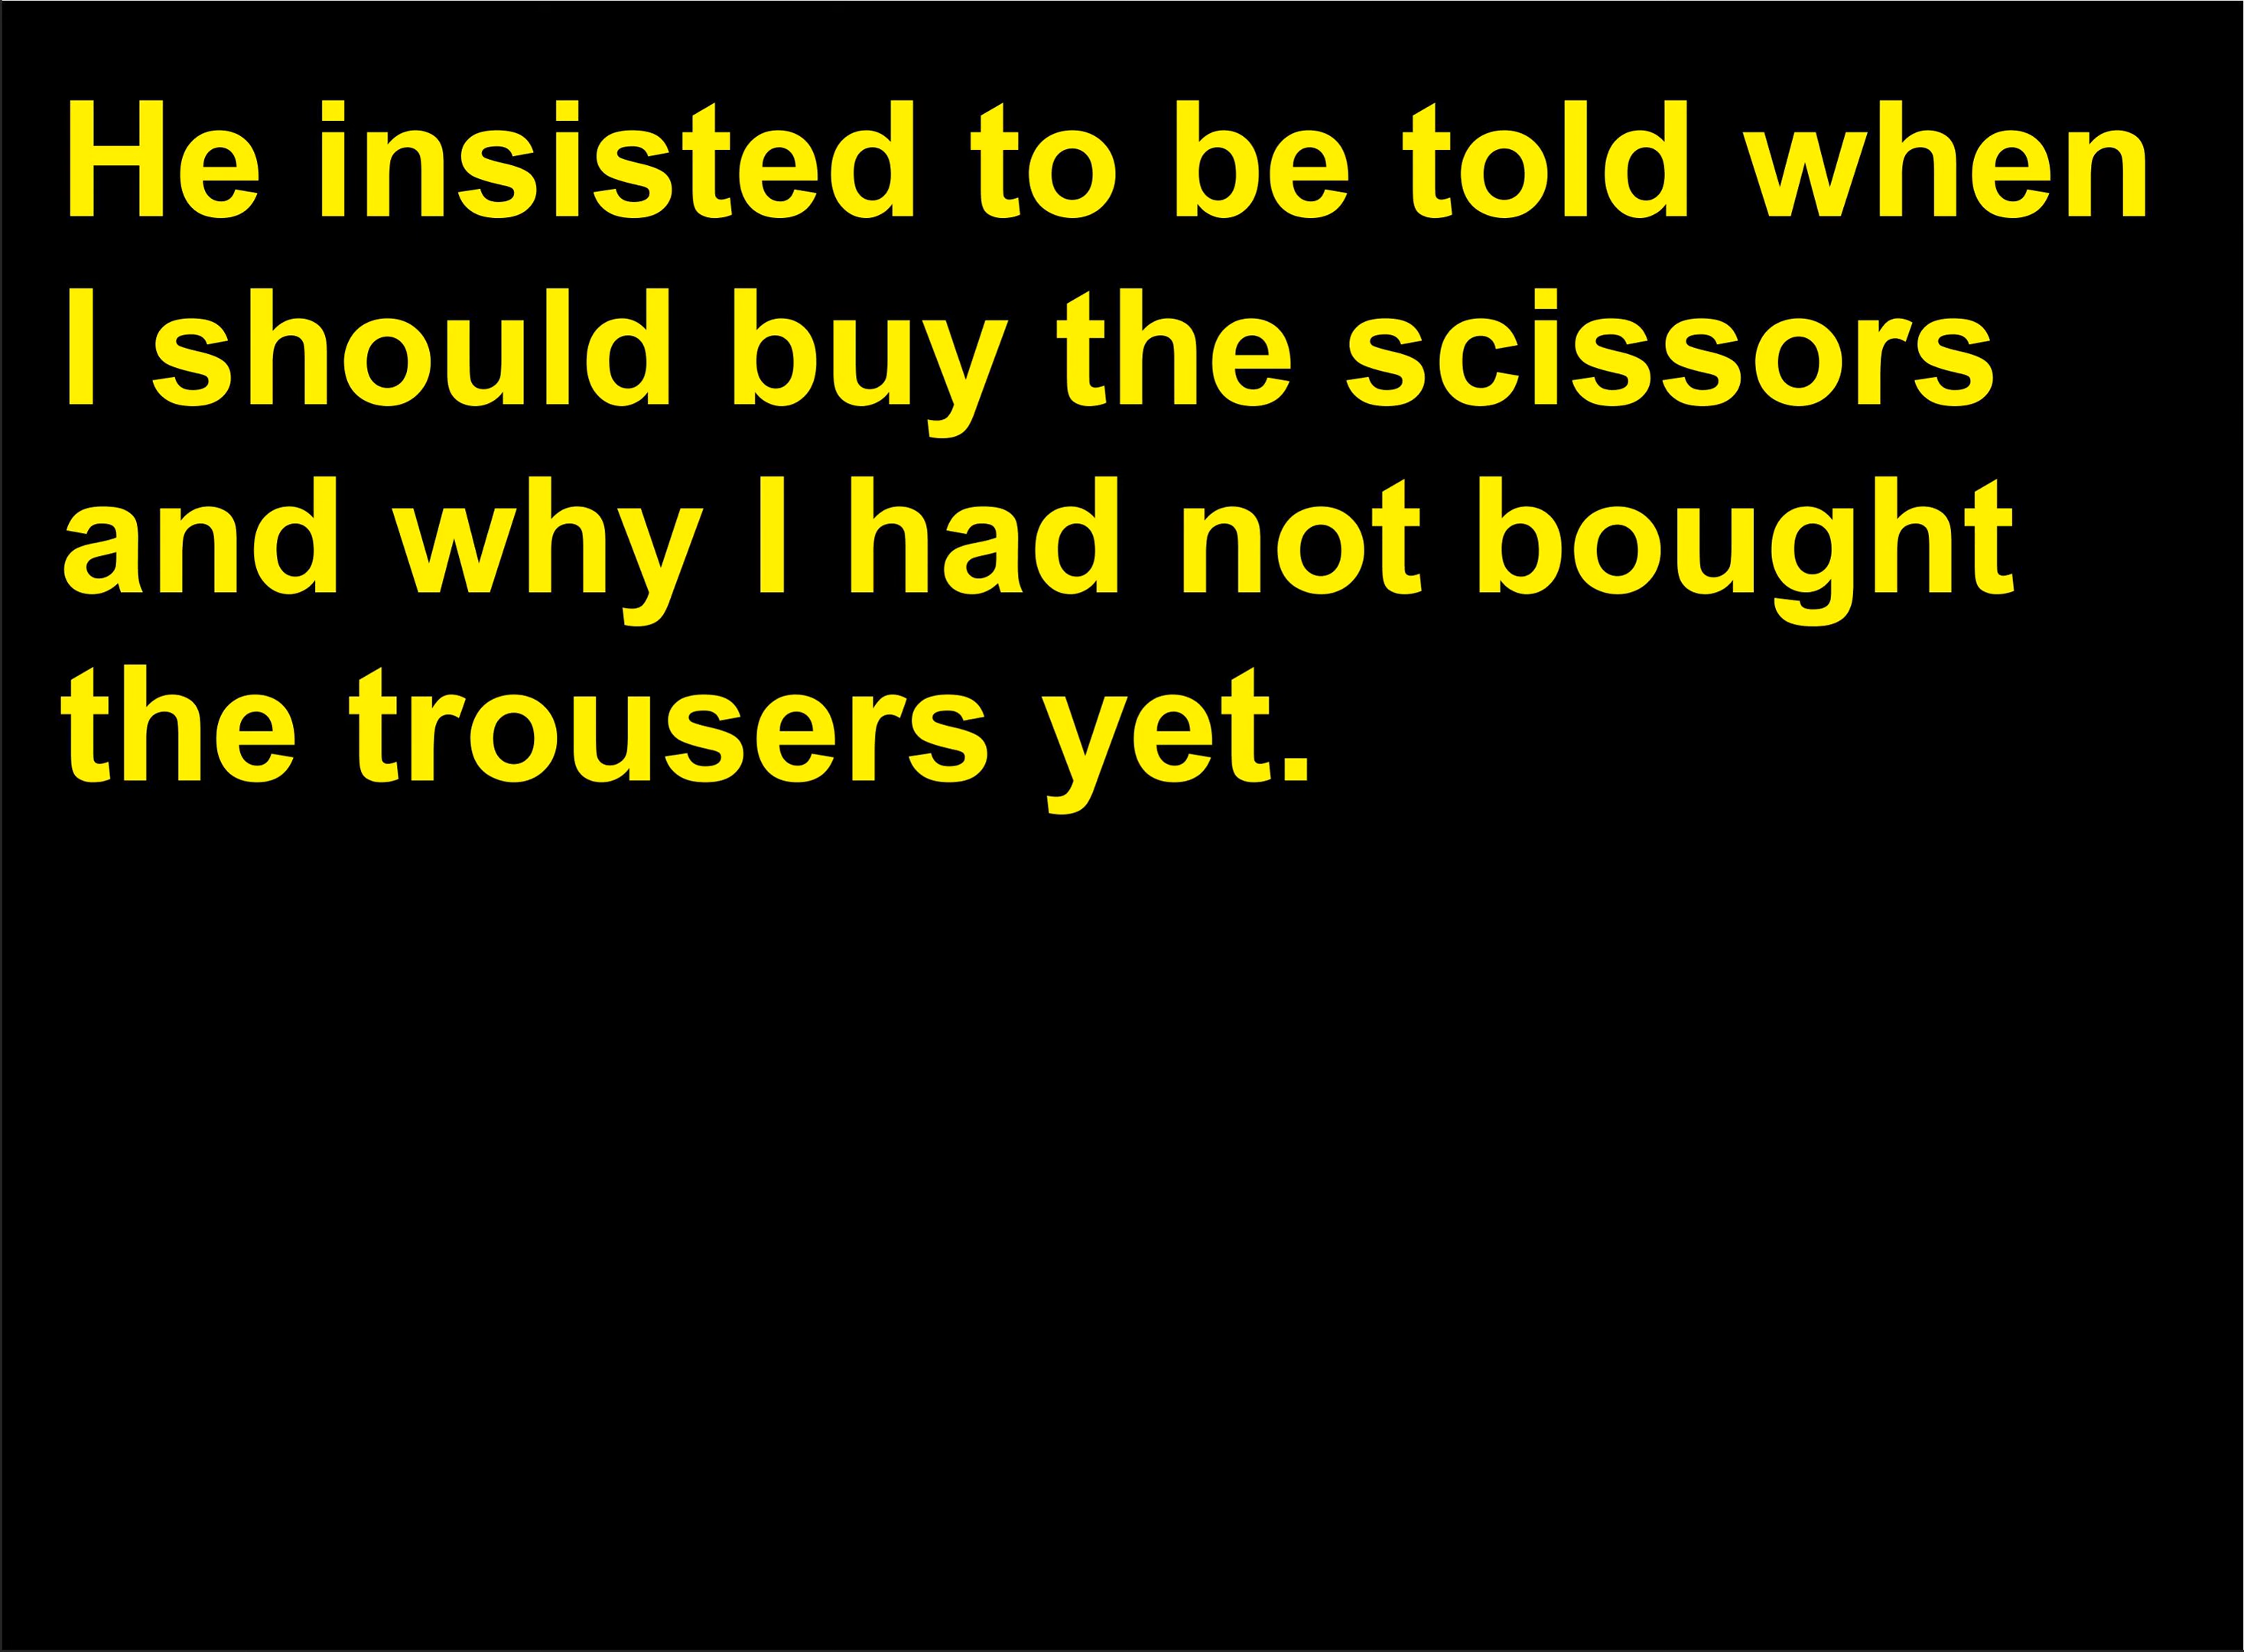 He insisted to be told when
I should buy the scissors
and why I had not bought
the trousers yet.